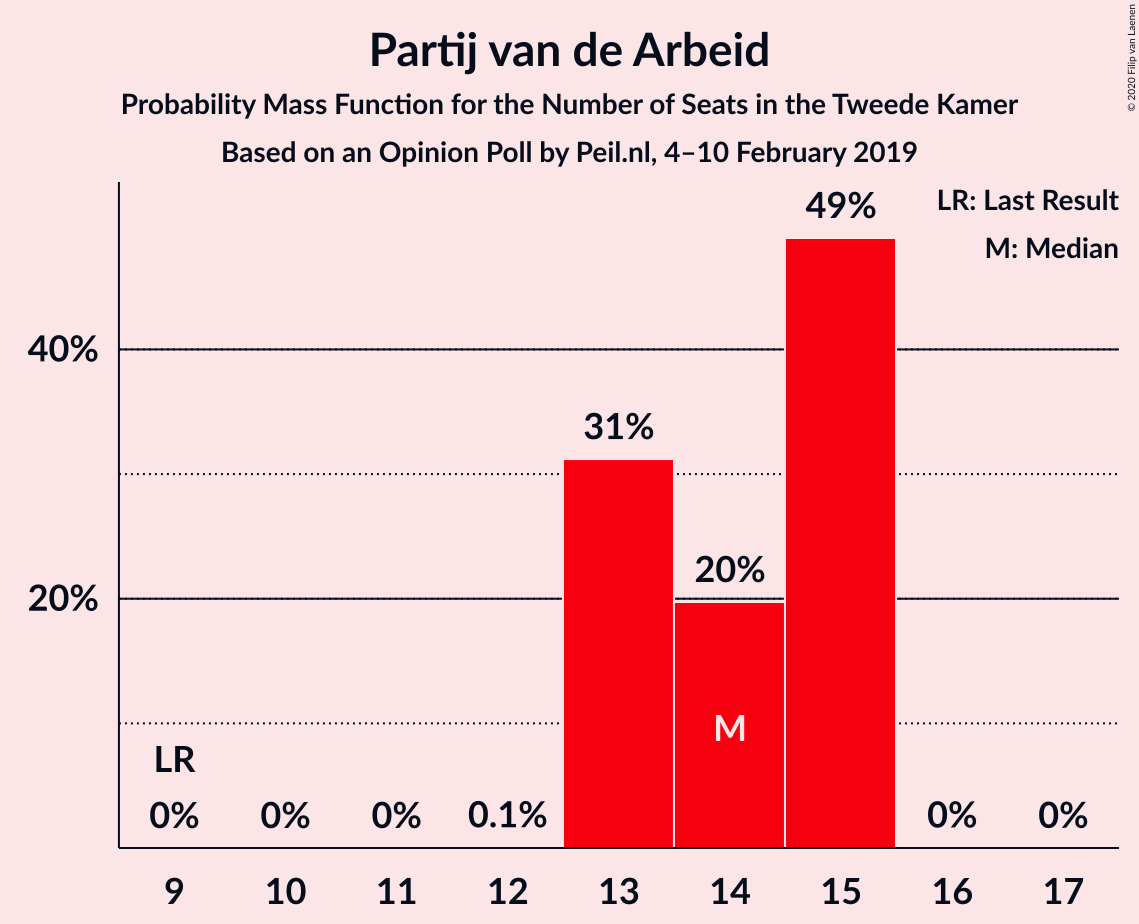 Partij van de Arbeid
Probability Mass Function for the Number of Seats in the Tweede Kamer
Based on an Opinion Poll by Peil.nl, 4–10 February 2019
© 2020 Filip van Laenen
LR: Last Result
M: Median
49%
40%
31%
20%
20%
M
LR
0%
0%
0%
0.1%
0%
0%
9
10
11
12
13
14
15
16
17